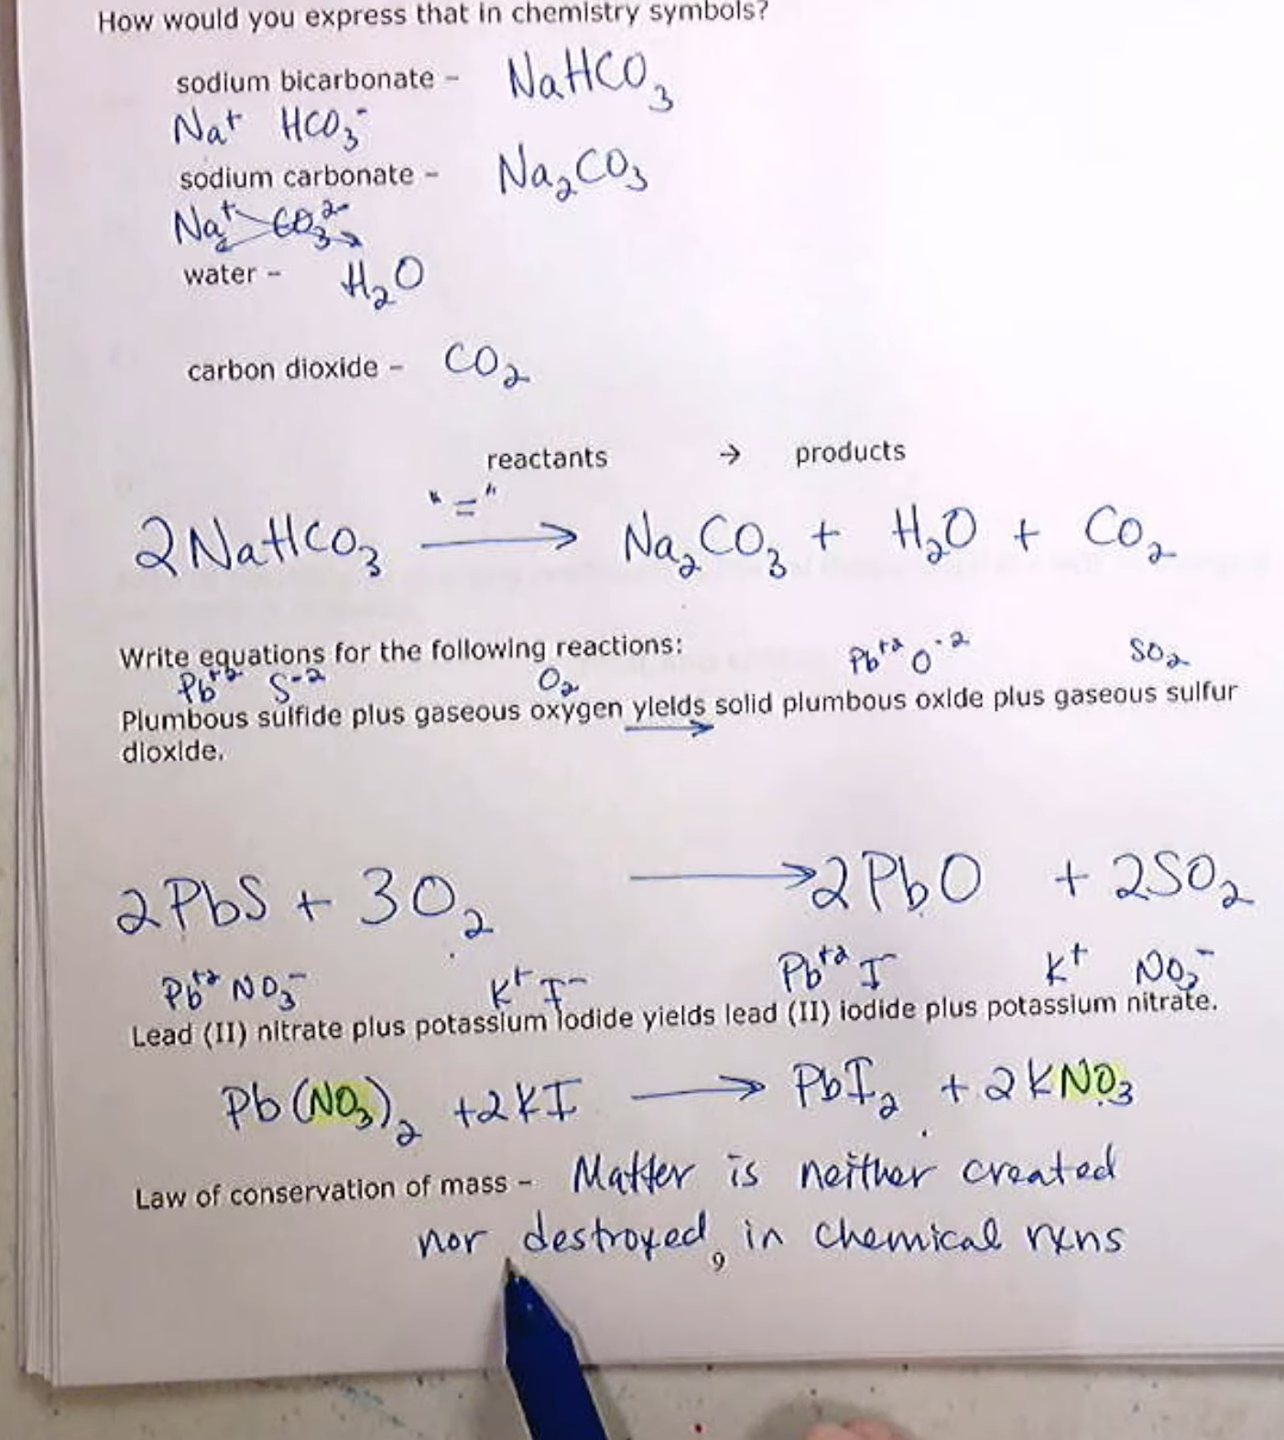 How would you express that in chemistry symbols?
sodium bicarbonate - NaHCO₃
Na⁺ HCO₃⁻
sodium carbonate - Na₂CO₃
Na⁺ CO₃²⁻
water - H₂O
carbon dioxide - CO₂
reactants → products
"="
2NaHCO₃ → Na₂CO₃ + H₂O + CO₂
Write equations for the following reactions:
Pb⁺² S⁻² O₂ Pb⁺² O⁻² SO₂
Plumbous sulfide plus gaseous oxygen yields solid plumbous oxide plus gaseous sulfur
dioxide.
2PbS + 3O₂ → 2PbO + 2SO₂
Pb⁺² NO₃⁻ K⁺ I⁻ Pb⁺² I⁻ K⁺ NO₃⁻
Lead (II) nitrate plus potassium iodide yields lead (II) iodide plus potassium nitrate.
Pb(NO₃)₂ +2KI → PbI₂ + 2KNO₃
Law of conservation of mass - Matter is neither created
nor destroyed in chemical rxns
9